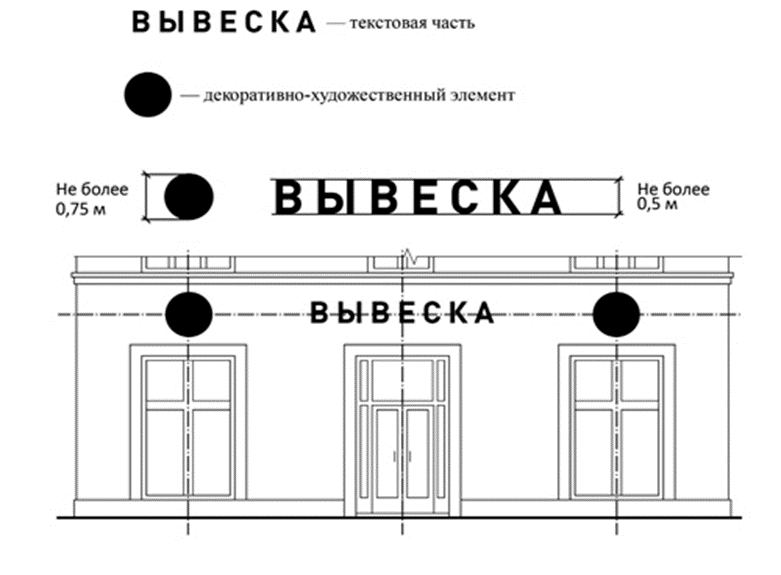 ВЫВЕСКА — текстовая часть
— декоративно-художественный элемент
Не более
0,75 м
ВЫВЕСКА
Не более
0,5 м
ВЫВЕСКА